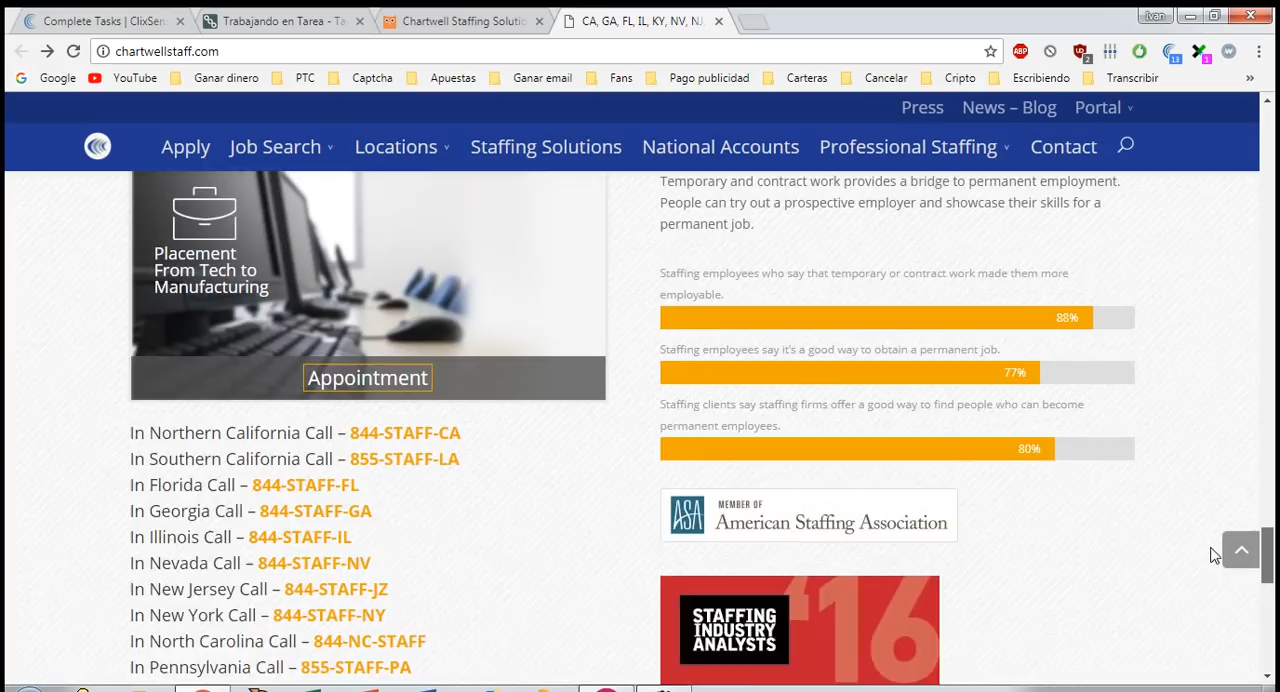 Complete Tasks | ClixSen
Trabajando en Tarea - Ta
Chartwell Staffing Soluti
CA, GA, FL, IL, KY, NV, NJ,
Ivan
chartwellstaff.com
ABP
2
13
1
W
Google
YouTube
Ganar dinero
PTC
Captcha
Apuestas
Ganar email
Fans
Pago publicidad
Carteras
Cancelar
Cripto
Escribiendo
Transcribir
»
Press
News – Blog
Portal
Apply
Job Search
Locations
Staffing Solutions
National Accounts
Professional Staffing
Contact
Placement
From Tech to
Manufacturing
Appointment
In Northern California Call – 844-STAFF-CA
In Southern California Call – 855-STAFF-LA
In Florida Call – 844-STAFF-FL
In Georgia Call – 844-STAFF-GA
In Illinois Call – 844-STAFF-IL
In Nevada Call – 844-STAFF-NV
In New Jersey Call – 844-STAFF-JZ
In New York Call – 844-STAFF-NY
In North Carolina Call – 844-NC-STAFF
In Pennsylvania Call – 855-STAFF-PA
Temporary and contract work provides a bridge to permanent employment.
People can try out a prospective employer and showcase their skills for a
permanent job.
Staffing employees who say that temporary or contract work made them more
employable.
88%
Staffing employees say it's a good way to obtain a permanent job.
77%
Staffing clients say staffing firms offer a good way to find people who can become
permanent employees.
80%
ASA
MEMBER OF
American Staffing Association
STAFFING
INDUSTRY
ANALYSTS
'16